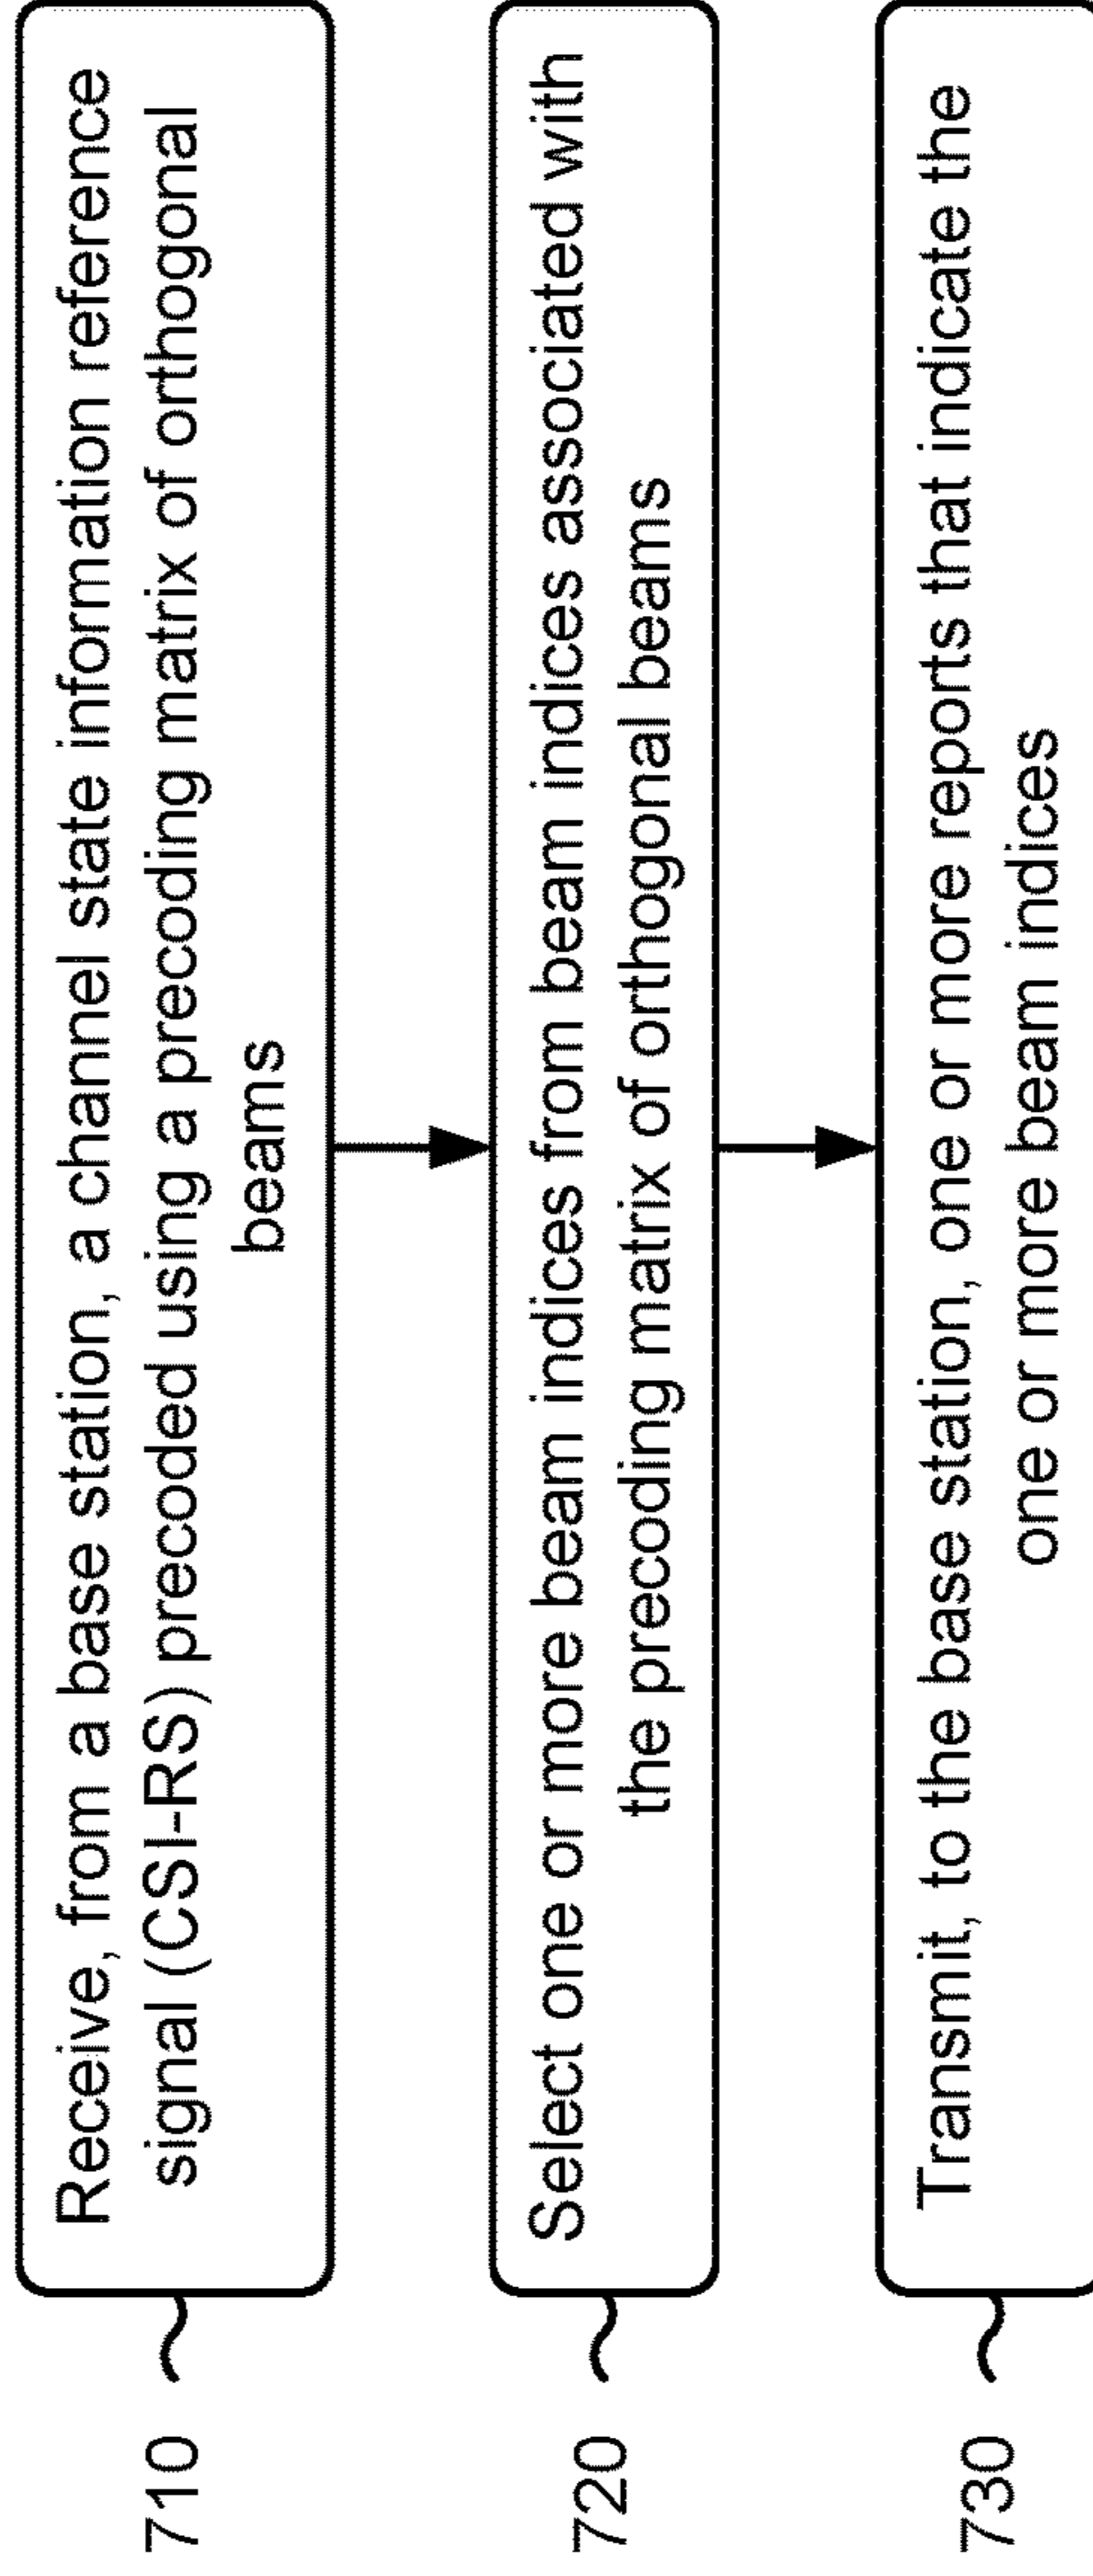 710
Receive, from a base station, a channel state information reference
signal (CSI-RS) precoded using a precoding matrix of orthogonal
beams
720
Select one or more beam indices from beam indices associated with
the precoding matrix of orthogonal beams
730
Transmit, to the base station, one or more reports that indicate the
one or more beam indices